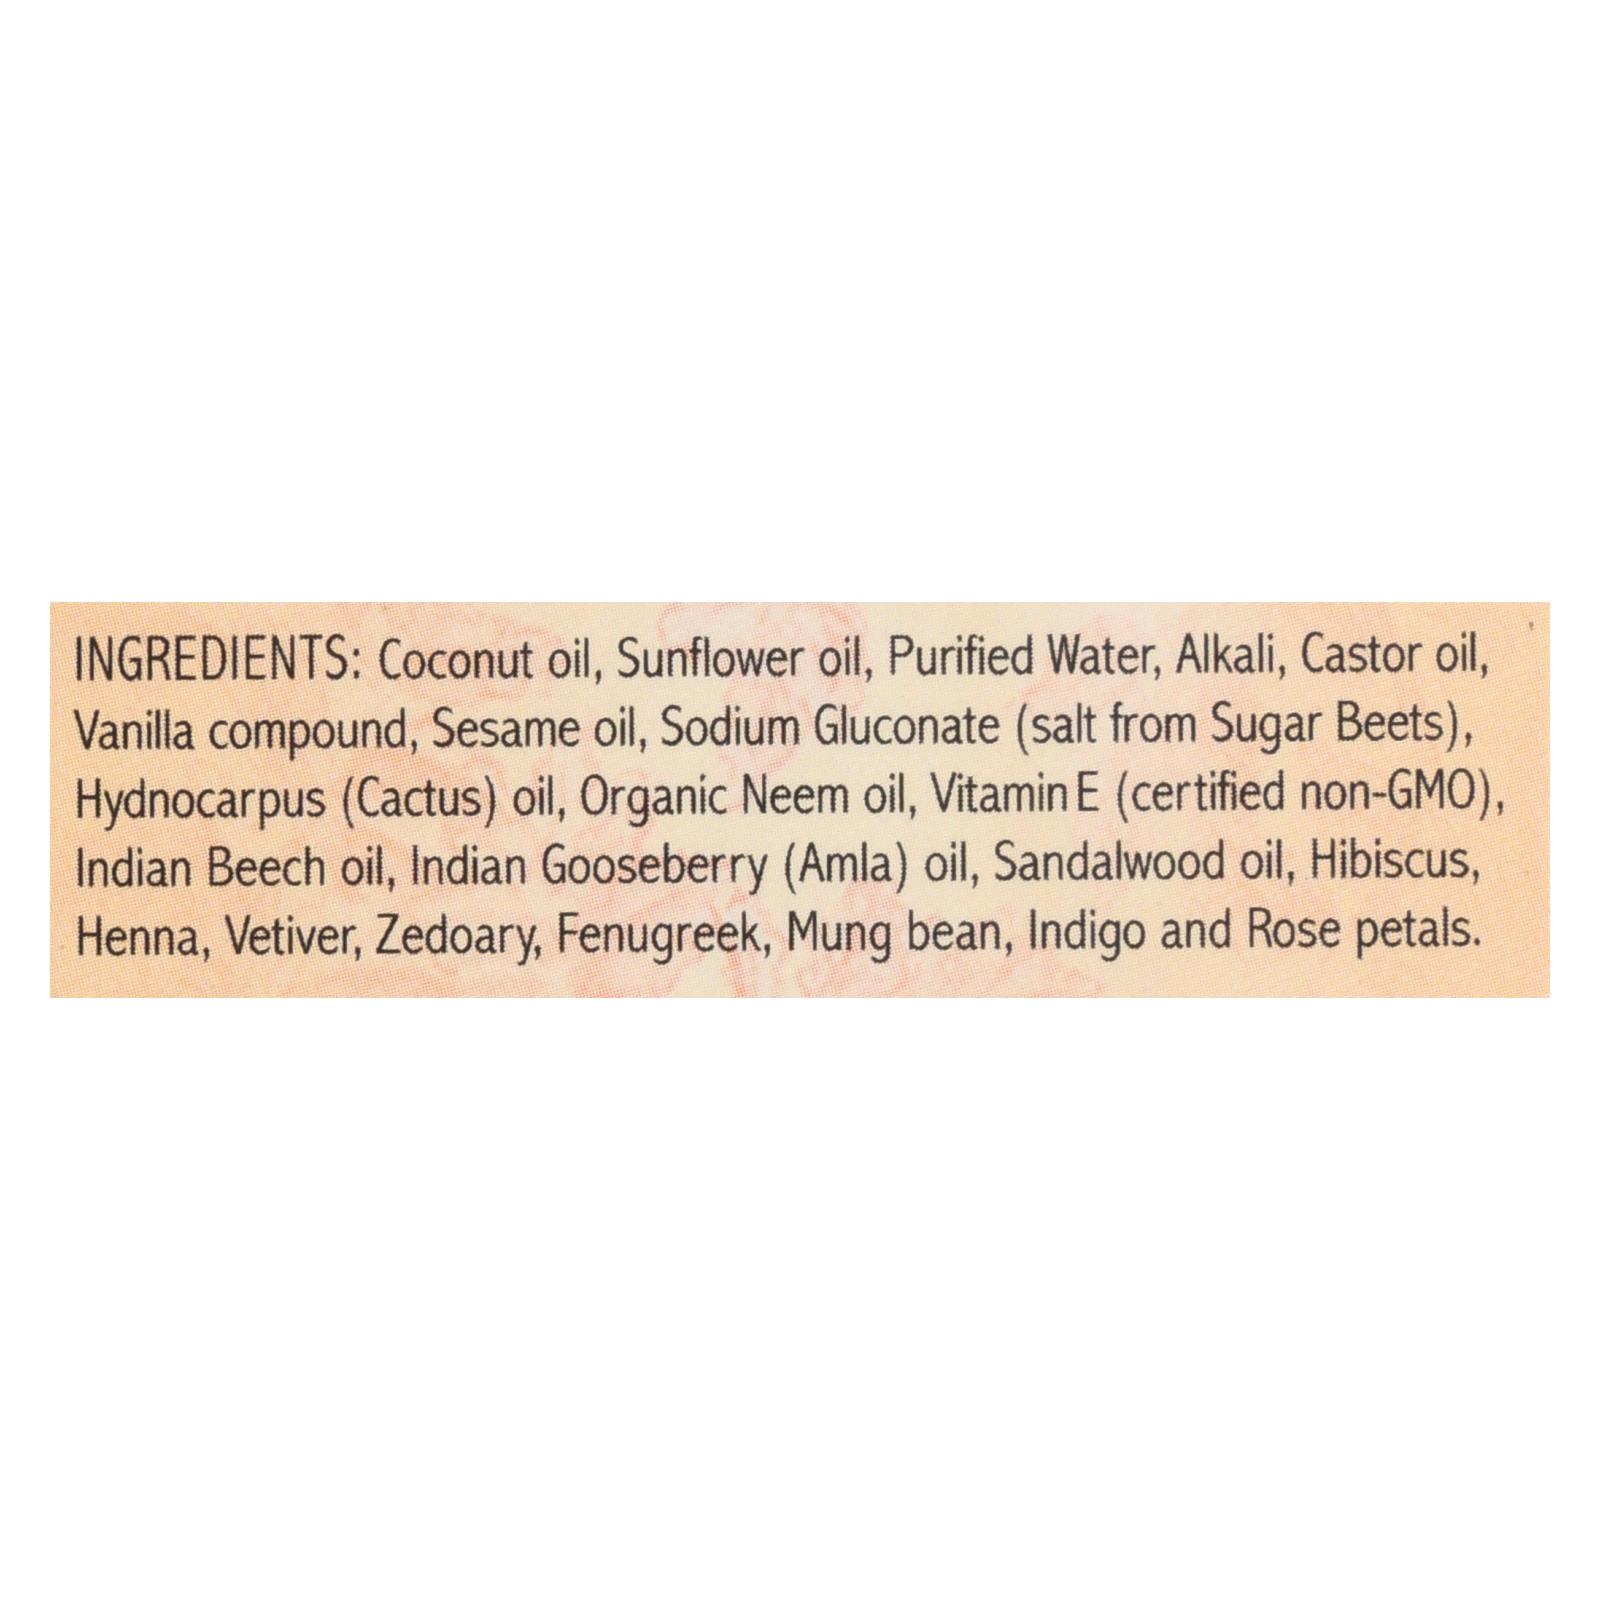 INGREDIENTS: Coconut oil, Sunflower oil, Purified Water, Alkali, Castor oil,
Vanilla compound, Sesame oil, Sodium Gluconate (salt from Sugar Beets),
Hydnocarpus (Cactus) oil, Organic Neem oil, Vitamin E (certified non-GMO),
Indian Beech oil, Indian Gooseberry (Amla) oil, Sandalwood oil, Hibiscus,
Henna, Vetiver, Zedoary, Fenugreek, Mung bean, Indigo and Rose petals.